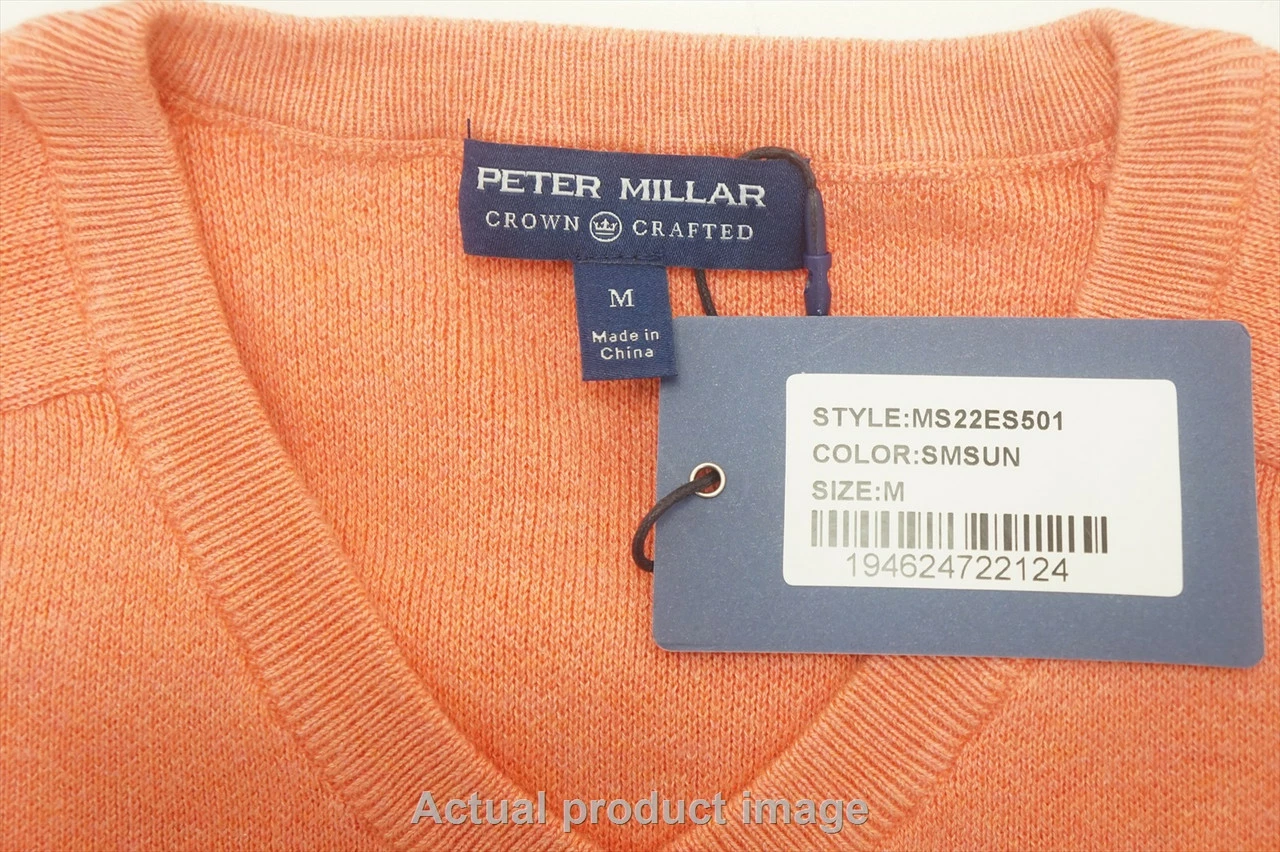 PETER MILLAR
CROWN CRAFTED
M
Made in
China
STYLE:MS22ES501
COLOR:SMSUN
SIZE:M
194624722124
Actual product image